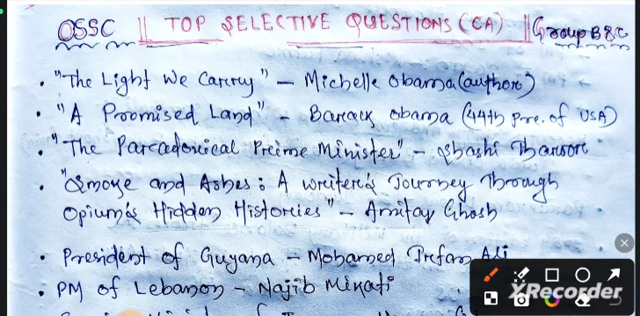 OSSC || TOP SELECTIVE QUESTIONS (CA) || Group B&C
• "The Light We Carry" - Michelle Obama (author)
• "A Promised Land" - Barack Obama (44th pre. of USA)
• "The Paradoxical Prime Minister" - Shashi Tharoor
• "Smoke and Ashes: A writer's Journey Through
Opium's Hidden Histories" - Amitav Ghosh
• President of Guyana - Mohamed Irfan Ali
• PM of Lebanon - Najib Mikati
XRecorder